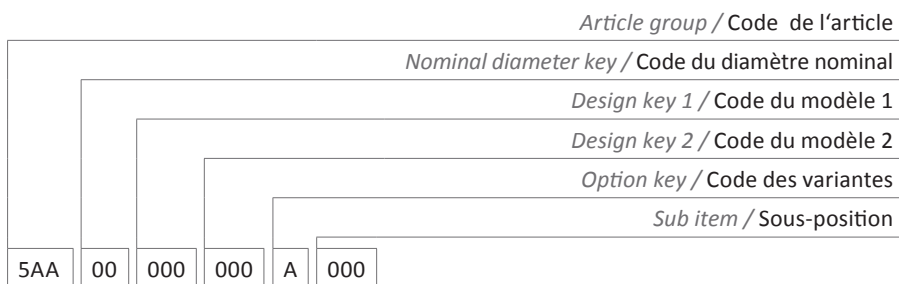 Article group / Code de l‘article
Nominal diameter key / Code du diamètre nominal
Design key 1 / Code du modèle 1
Design key 2 / Code du modèle 2
Option key / Code des variantes
Sub item / Sous-position
5AA 00 000 000 A 000